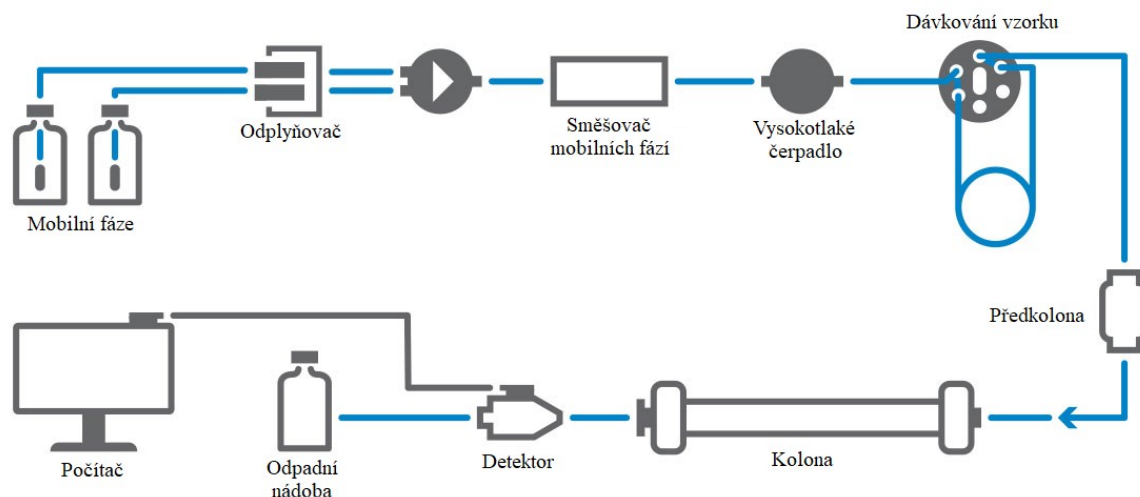 Dávkování vzorku
Odplyňovač
Směšovač
mobilních fází
Vysokotlaké
čerpadlo
Mobilní fáze
Předkolona
Počítač
Odpadní
nádoba
Detektor
Kolona